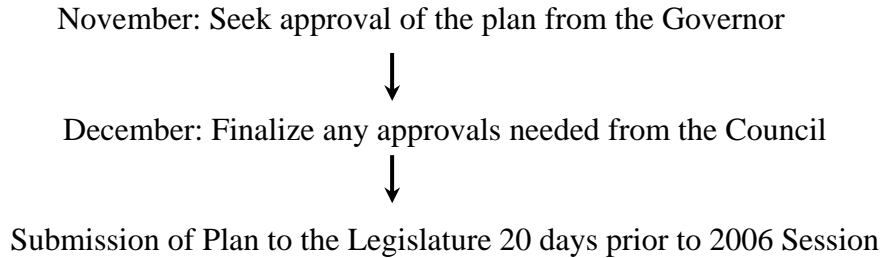 November: Seek approval of the plan from the Governor
December: Finalize any approvals needed from the Council
Submission of Plan to the Legislature 20 days prior to 2006 Session